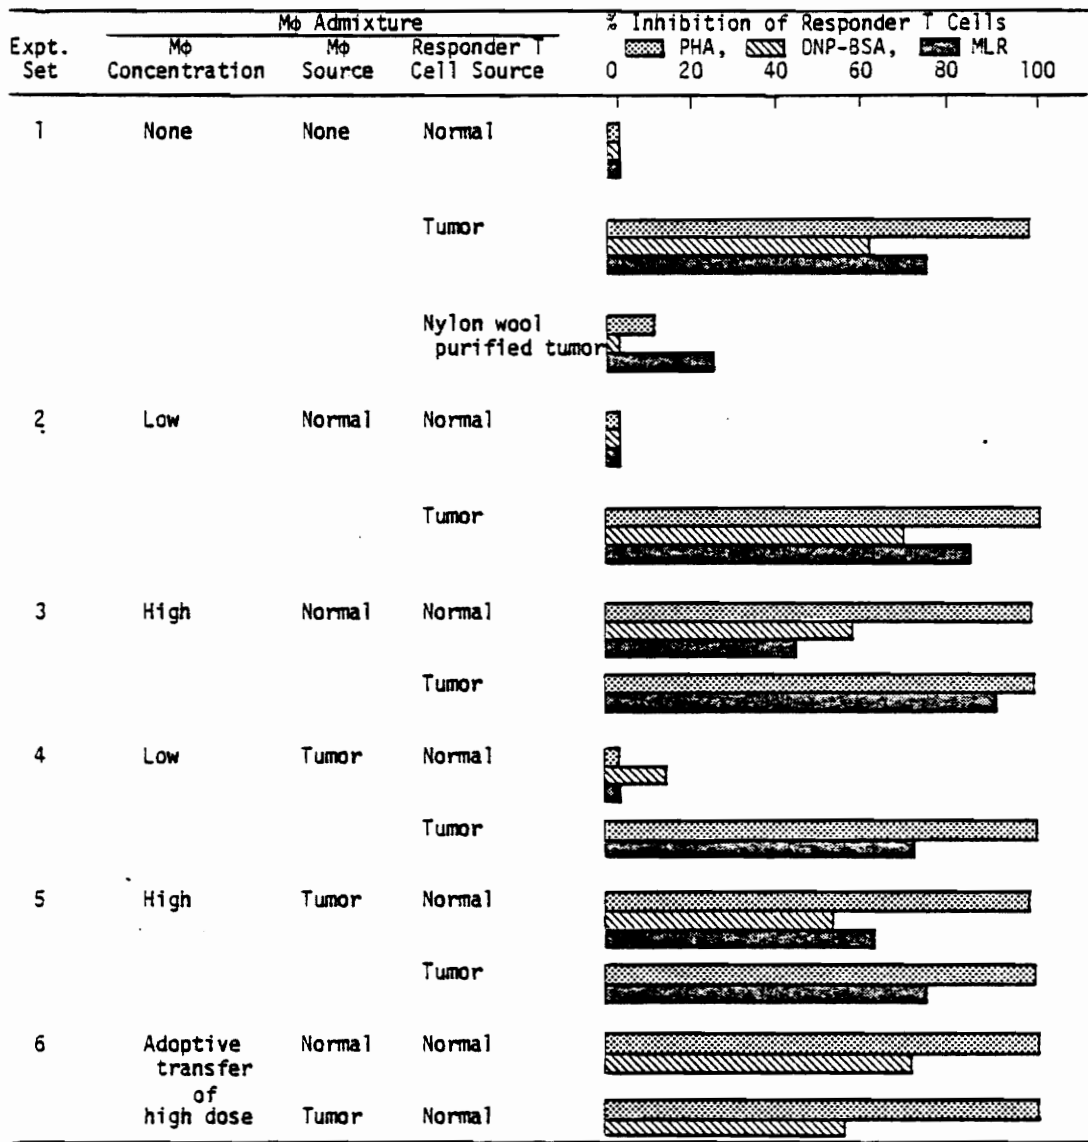 Mφ Admixture % Inhibition of Responder T Cells
Expt. Mφ Mφ Responder T PHA, DNP-BSA, MLR
Set Concentration Source Cell Source 0 20 40 60 80 100
1 None None Normal
Tumor
Nylon wool
purified tumor
2 Low Normal Normal
Tumor
3 High Normal Normal
Tumor
4 Low Tumor Normal
Tumor
5 High Tumor Normal
Tumor
6 Adoptive Normal Normal
transfer
of
high dose Tumor Normal